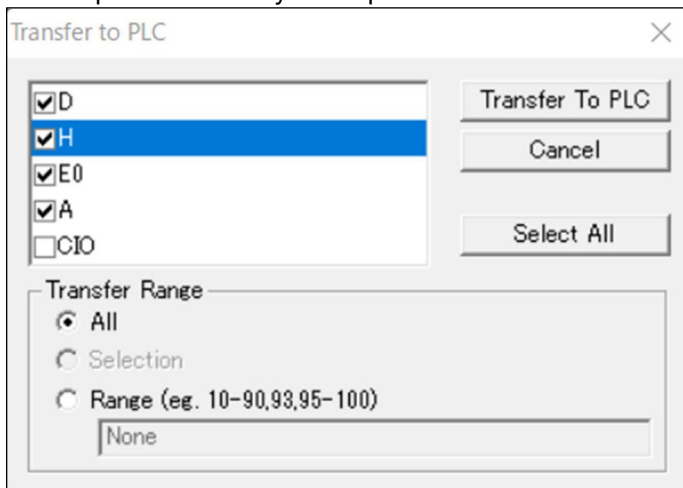 Transfer to PLC
D
H
E0
A
CIO
Transfer To PLC
Cancel
Select All
Transfer Range
All
Selection
Range (eg. 10-90,93,95-100)
None